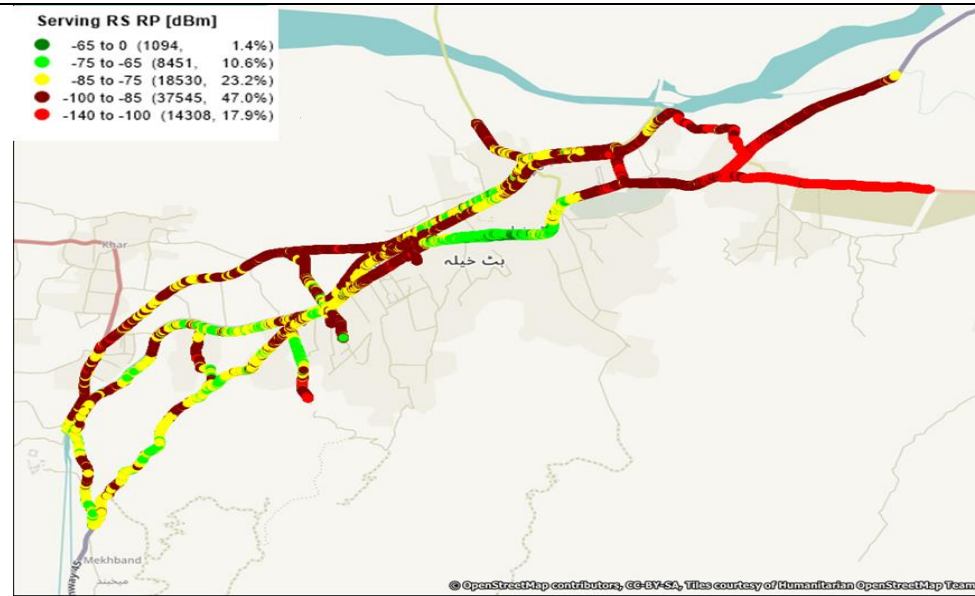 Serving RS RP [dBm]
-65 to 0 (1094, 1.4%)
-75 to -65 (8451, 10.6%)
-85 to -75 (18530, 23.2%)
-100 to -85 (37545, 47.0%)
-140 to -100 (14308, 17.9%)
Khar
بٹ خیلہ
Mekhband
میخبند
© OpenStreetMap contributors, CC-BY-SA, Tiles courtesy of Humanitarian OpenStreetMap Team